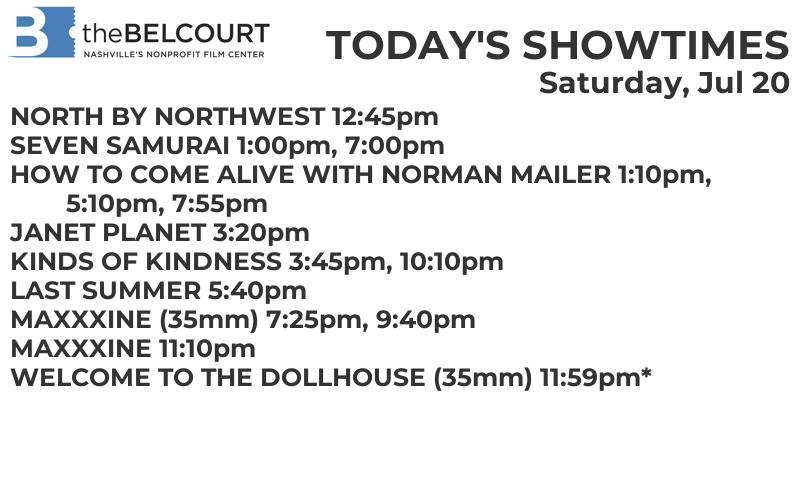 B theBELCOURT
NASHVILLE'S NONPROFIT FILM CENTER
TODAY'S SHOWTIMES
Saturday, Jul 20
NORTH BY NORTHWEST 12:45pm
SEVEN SAMURAI 1:00pm, 7:00pm
HOW TO COME ALIVE WITH NORMAN MAILER 1:10pm,
5:10pm, 7:55pm
JANET PLANET 3:20pm
KINDS OF KINDNESS 3:45pm, 10:10pm
LAST SUMMER 5:40pm
MAXXXINE (35mm) 7:25pm, 9:40pm
MAXXXINE 11:10pm
WELCOME TO THE DOLLHOUSE (35mm) 11:59pm*